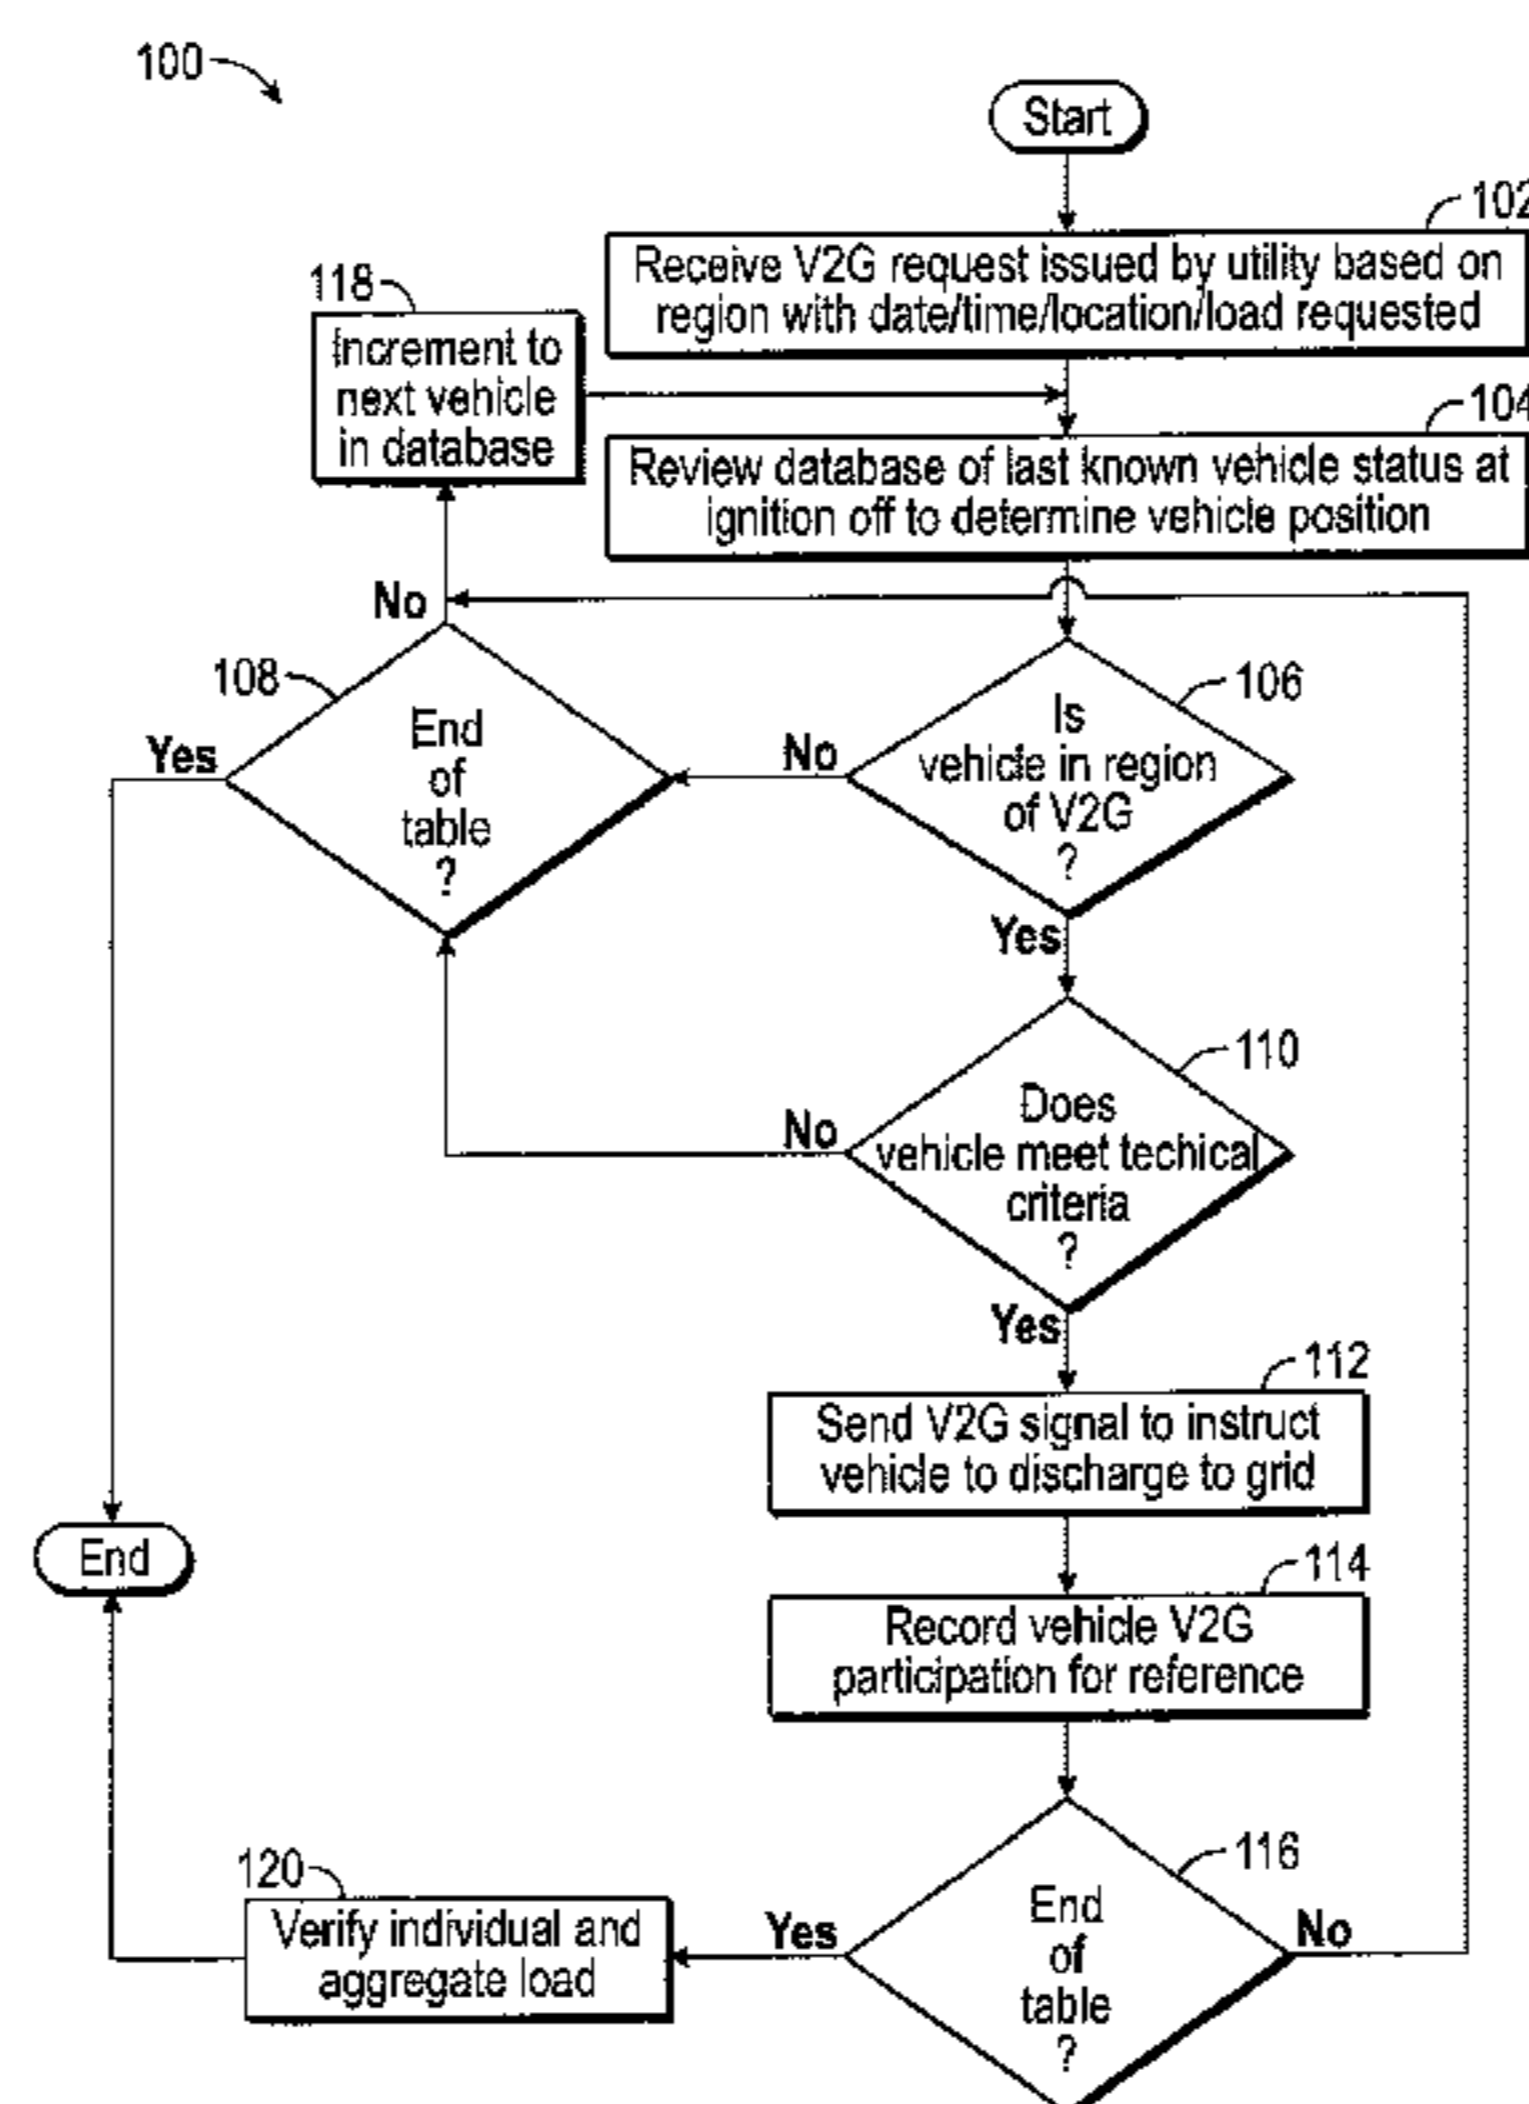 100
Start
102
Receive V2G request issued by utility based on
region with date/time/location/load requested
118
Increment to
next vehicle
in database
104
Review database of last known vehicle status at
ignition off to determine vehicle position
No
108
End
of
table
?
Yes
106
Is
vehicle in region
of V2G
?
No
Yes
110
Does
vehicle meet techical
criteria
?
No
Yes
112
Send V2G signal to instruct
vehicle to discharge to grid
End
114
Record vehicle V2G
participation for reference
116
End
of
table
?
Yes
No
120
Verify individual and
aggregate load